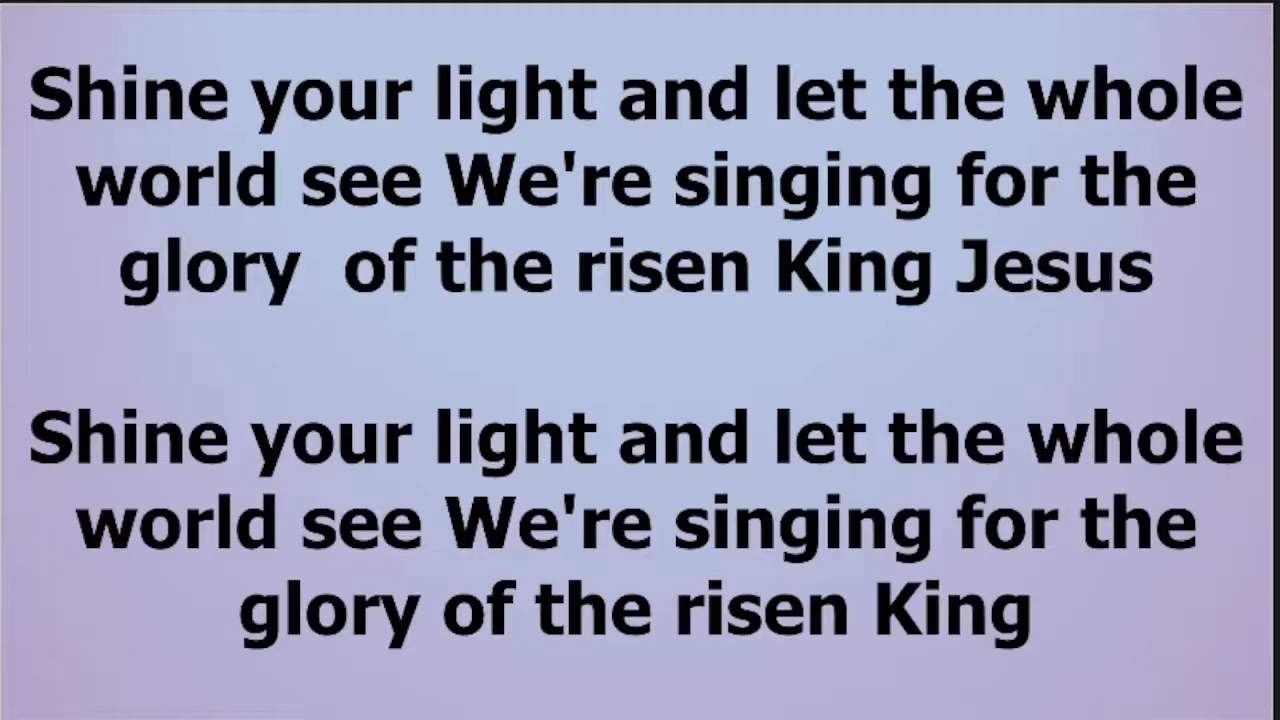 Shine your light and let the whole
world see We're singing for the
glory  of the risen King Jesus
Shine your light and let the whole
world see We're singing for the
glory of the risen King